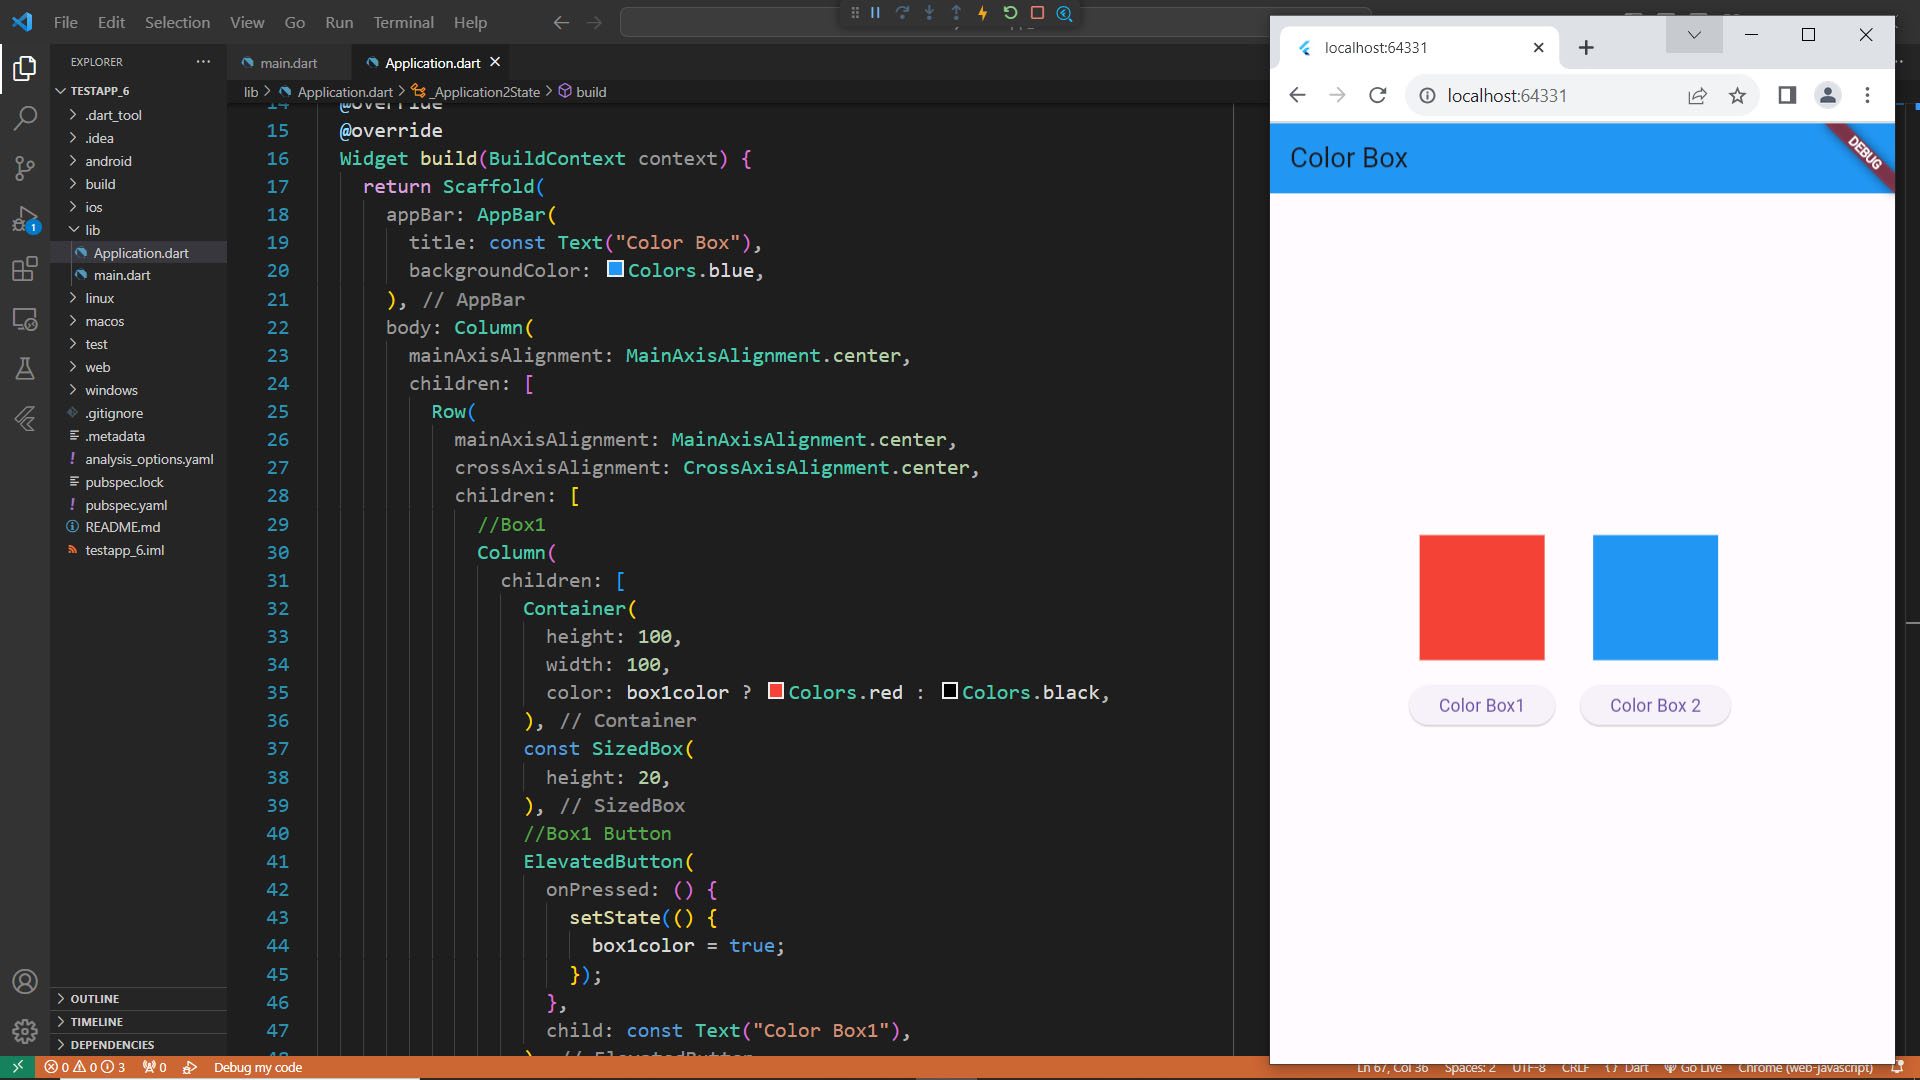 File Edit Selection View Go Run Terminal Help
EXPLORER
TESTAPP_6
.dart_tool
.idea
android
build
ios
lib
Application.dart
main.dart
linux
macos
test
web
windows
.gitignore
.metadata
analysis_options.yaml
pubspec.lock
pubspec.yaml
README.md
testapp_6.iml
OUTLINE
TIMELINE
DEPENDENCIES
1
main.dart Application.dart
lib > Application.dart > _Application2State > build
14 @override
15 @override
16 Widget build(BuildContext context) {
17 return Scaffold(
18 appBar: AppBar(
19 title: const Text("Color Box"),
20 backgroundColor: Colors.blue,
21 ), // AppBar
22 body: Column(
23 mainAxisAlignment: MainAxisAlignment.center,
24 children: [
25 Row(
26 mainAxisAlignment: MainAxisAlignment.center,
27 crossAxisAlignment: CrossAxisAlignment.center,
28 children: [
29 //Box1
30 Column(
31 children: [
32 Container(
33 height: 100,
34 width: 100,
35 color: box1color ? Colors.red : Colors.black,
36 ), // Container
37 const SizedBox(
38 height: 20,
39 ), // SizedBox
40 //Box1 Button
41 ElevatedButton(
42 onPressed: () {
43 setState(() {
44 box1color = true;
45 });
46 },
47 child: const Text("Color Box1"),
48 ), // ElevatedButton
localhost:64331
localhost:64331
Color Box
DEBUG
Color Box1 Color Box 2
0 0 3 0 Debug my code Ln 67, Col 36 Spaces: 2 UTF-8 CRLF {} Dart Go Live Chrome (web-javascript)